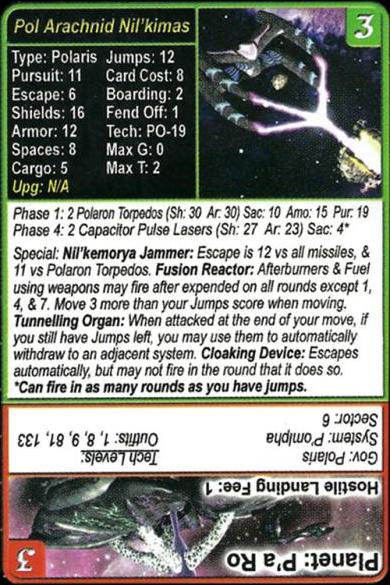 Pol Arachnid Nil'kimas
3
Type: Polaris Jumps: 12
Pursuit: 11 Card Cost: 8
Escape: 6 Boarding: 2
Shields: 16 Fend Off: 1
Armor: 12 Tech: PO-19
Spaces: 8 Max G: 0
Cargo: 5 Max T: 2
Upg: N/A
Phase 1: 2 Polaron Torpedos (Sh: 30 Ar: 30) Sac: 10 Amo: 15 Pur: 19
Phase 4: 2 Capacitor Pulse Lasers (Sh: 27 Ar: 23) Sac: 4*
Special: Nil'kemorya Jammer: Escape is 12 vs all missiles, &
11 vs Polaron Torpedos. Fusion Reactor: Afterburners & Fuel
using weapons may fire after expended on all rounds except 1,
4, & 7. Move 3 more than your Jumps score when moving.
Tunnelling Organ: When attacked at the end of your move, if
you still have Jumps left, you may use them to automatically
withdraw to an adjacent system. Cloaking Device: Escapes
automatically, but may not fire in the round that it does so.
*Can fire in as many rounds as you have jumps.
Planet: P'a Ro
3
Hostile Landing Fee: 1
Gov: Polaris
System: P'omlpha
Sector: 6
Tech Levels:
Outfits: 1, 8, 9, 81, 133